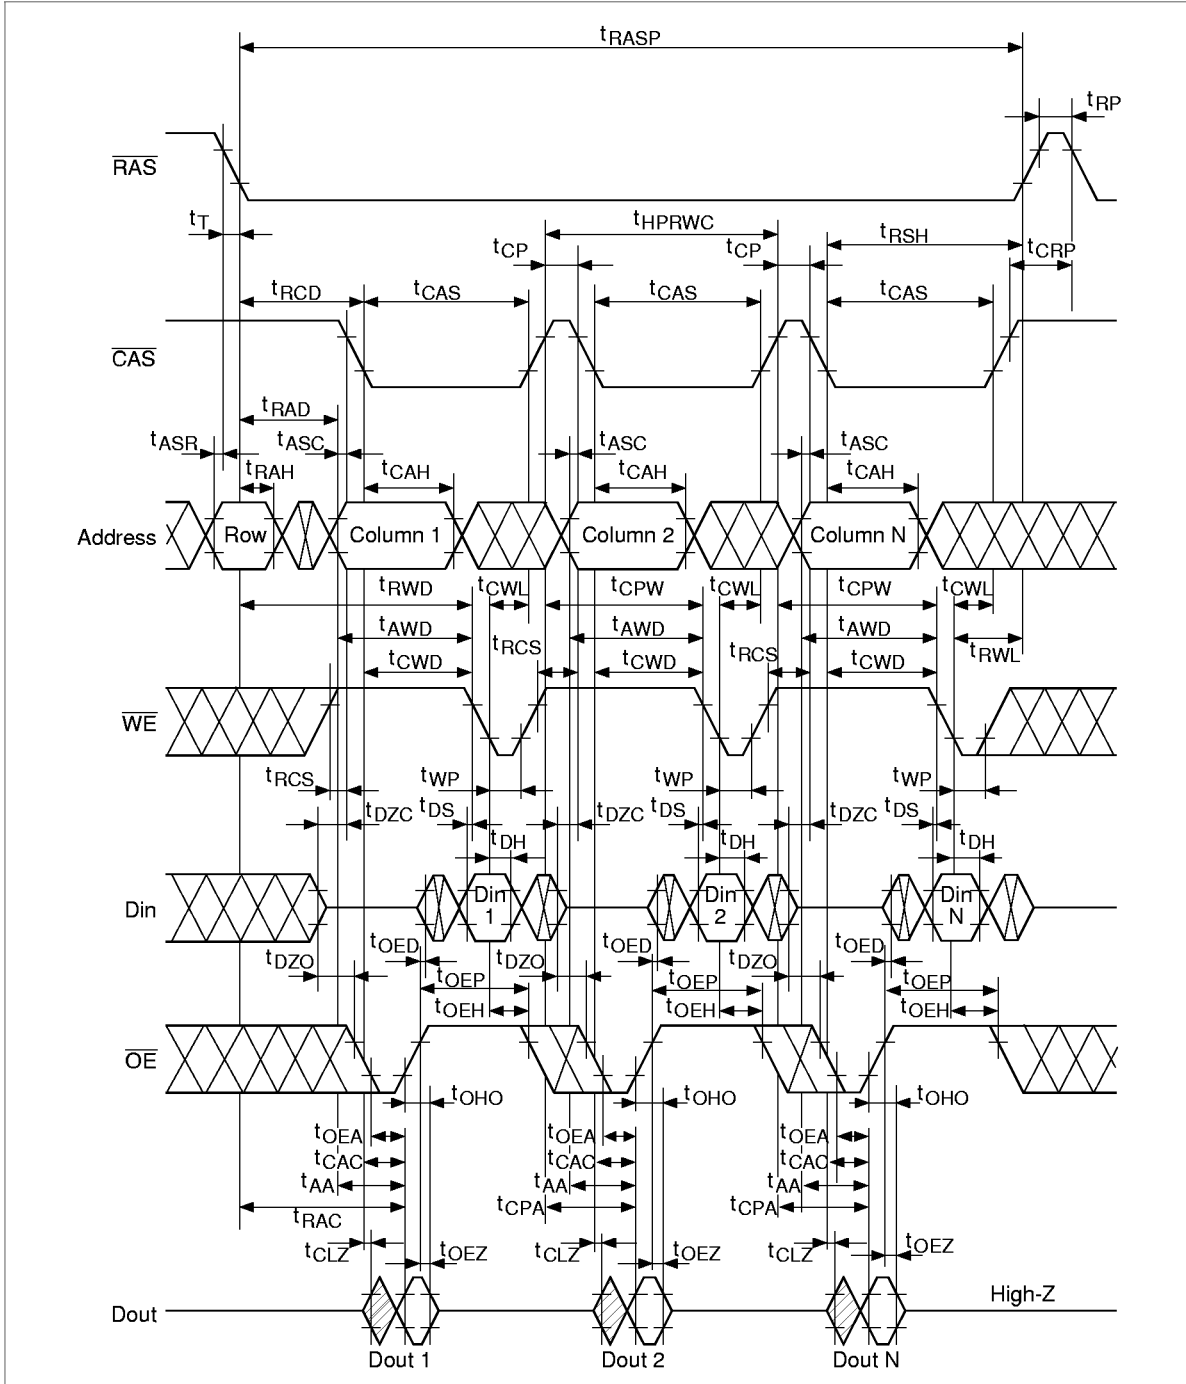 tRASP
tRP
RAS
tT
tHPRWC
tRSH
tCP
tCP
tCRP
tRCD
tCAS
tCAS
tCAS
CAS
tRAD
tASR
tASC
tASC
tASC
tRAH
tCAH
tCAH
tCAH
Address
Row
Column 1
Column 2
Column N
tRWD
tCWL
tCPW
tCWL
tCPW
tCWL
tAWD
tRCS
tAWD
tRCS
tAWD
tRWL
tCWD
tCWD
tCWD
WE
tRCS
tWP
tWP
tWP
tDZC
tDS
tDZC
tDS
tDZC
tDS
tDH
tDH
tDH
Din
Din 1
Din 2
Din N
tOED
tOED
tOED
tDZO
tOEP
tDZO
tOEP
tDZO
tOEP
tOEH
tOEH
tOEH
OE
tOHO
tOHO
tOHO
tOEA
tOEA
tOEA
tCAC
tCAC
tCAC
tAA
tAA
tAA
tRAC
tCPA
tCPA
tCLZ
tOEZ
tCLZ
tOEZ
tCLZ
tOEZ
High-Z
Dout
Dout 1
Dout 2
Dout N